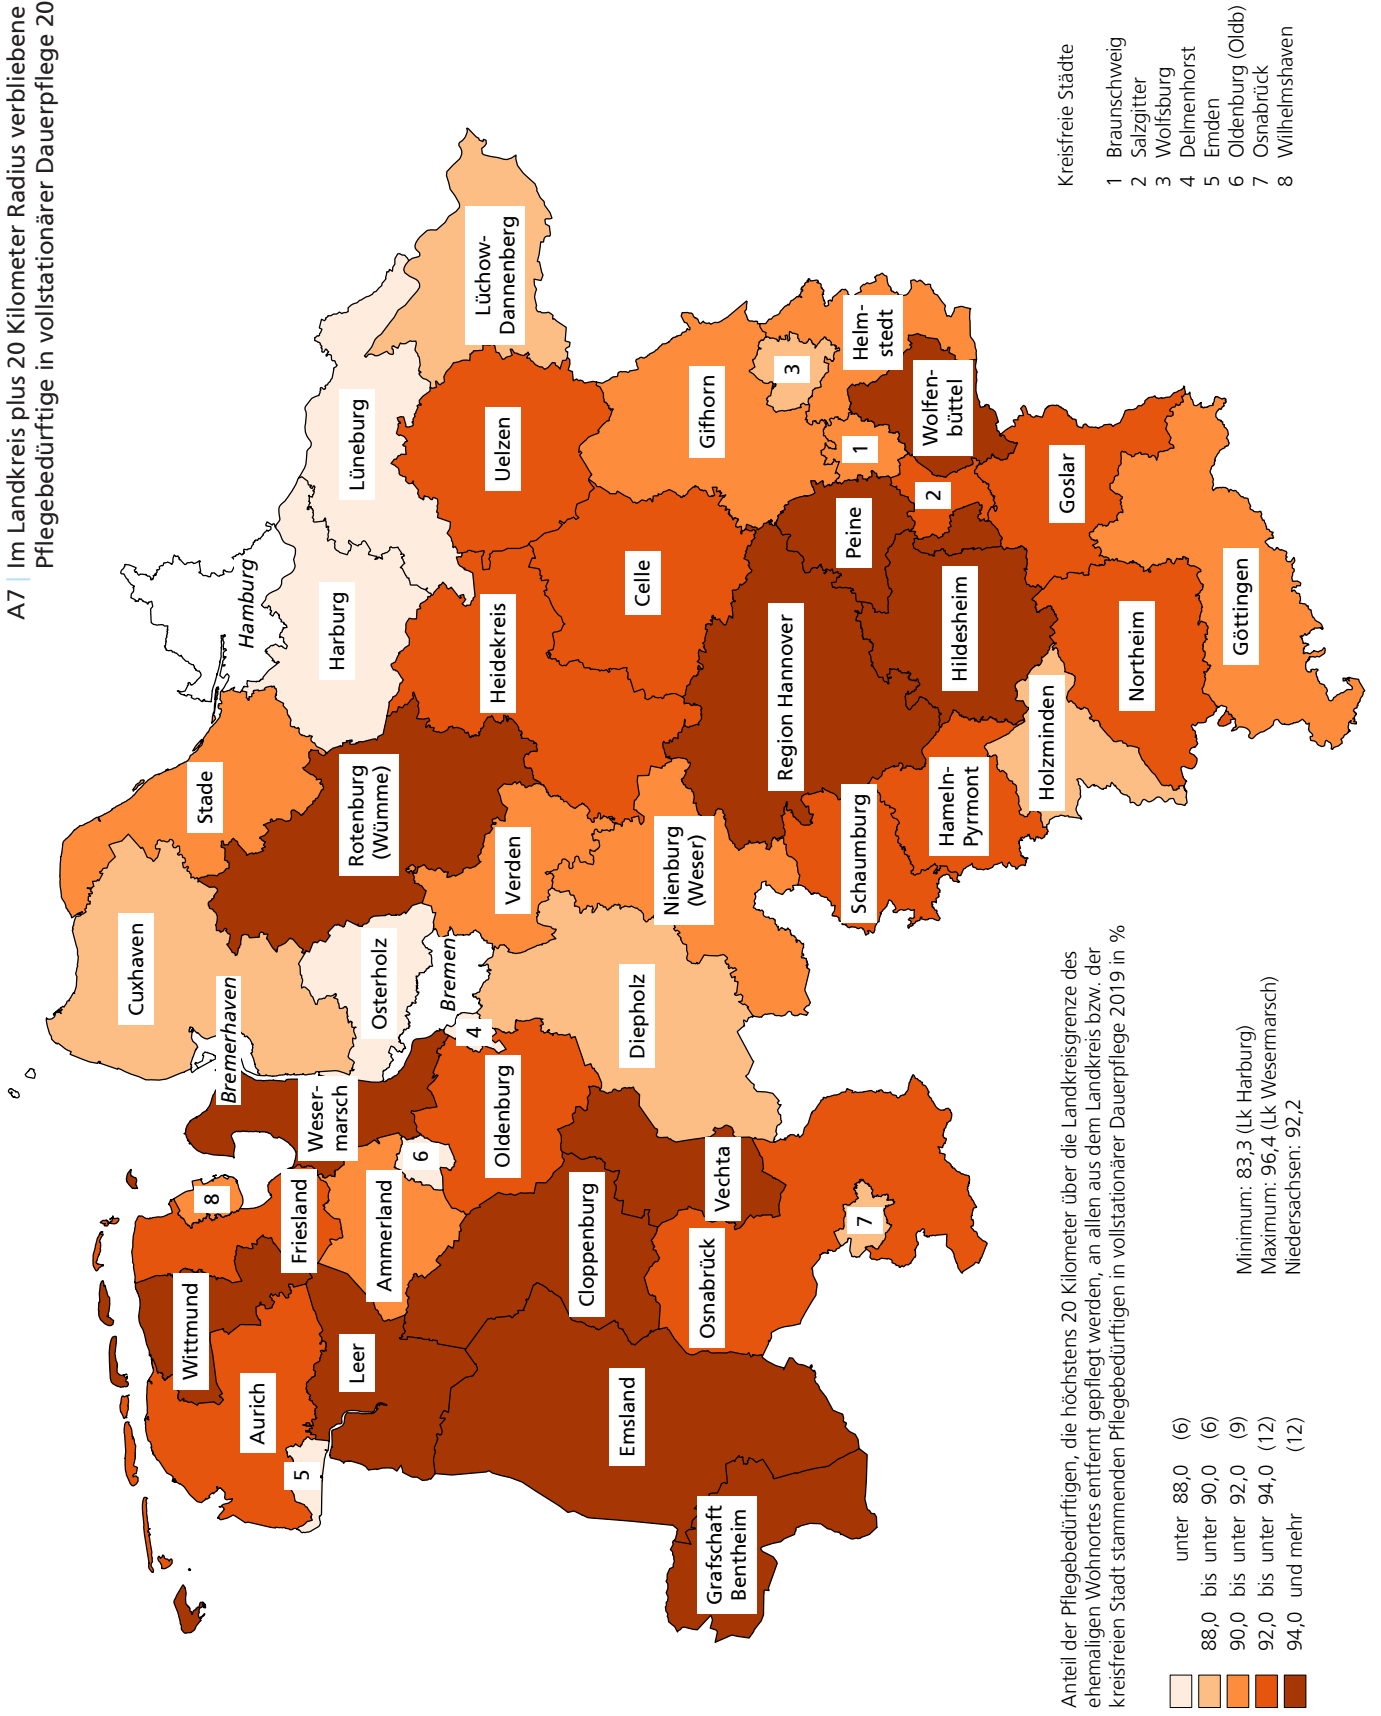 A7 | Im Landkreis plus 20 Kilometer Radius verbliebene
Pflegebedürftige in vollstationärer Dauerpflege 20
Hamburg
Stade
Cuxhaven
Bremerhaven
Harburg
Lüneburg
Lüchow-
Dannenberg
Rotenburg
(Wümme)
Osterholz
Bremen
Weser-
marsch
8
Wittmund
Friesland
Aurich
5
Leer
Ammerland
6
4
Oldenburg
Verden
Heidekreis
Uelzen
Celle
Gifhorn
3
Helm-
stedt
Cloppenburg
Emsland
Diepholz
Nienburg
(Weser)
Vechta
Osnabrück
7
Grafschaft
Bentheim
Region Hannover
Peine
1
Wolfen-
büttel
2
Schaumburg
Hameln-
Pyrmont
Hildesheim
Holzminden
Goslar
Northeim
Göttingen
Kreisfreie Städte
1 Braunschweig
2 Salzgitter
3 Wolfsburg
4 Delmenhorst
5 Emden
6 Oldenburg (Oldb)
7 Osnabrück
8 Wilhelmshaven
Anteil der Pflegebedürftigen, die höchstens 20 Kilometer über die Landkreisgrenze des
ehemaligen Wohnortes entfernt gepflegt werden, an allen aus dem Landkreis bzw. der
kreisfreien Stadt stammenden Pflegebedürftigen in vollstationärer Dauerpflege 2019 in %
unter 88,0 (6)
88,0 bis unter 90,0 (6)
90,0 bis unter 92,0 (9)
92,0 bis unter 94,0 (12)
94,0 und mehr (12)
Minimum: 83,3 (Lk Harburg)
Maximum: 96,4 (Lk Wesermarsch)
Niedersachsen: 92,2